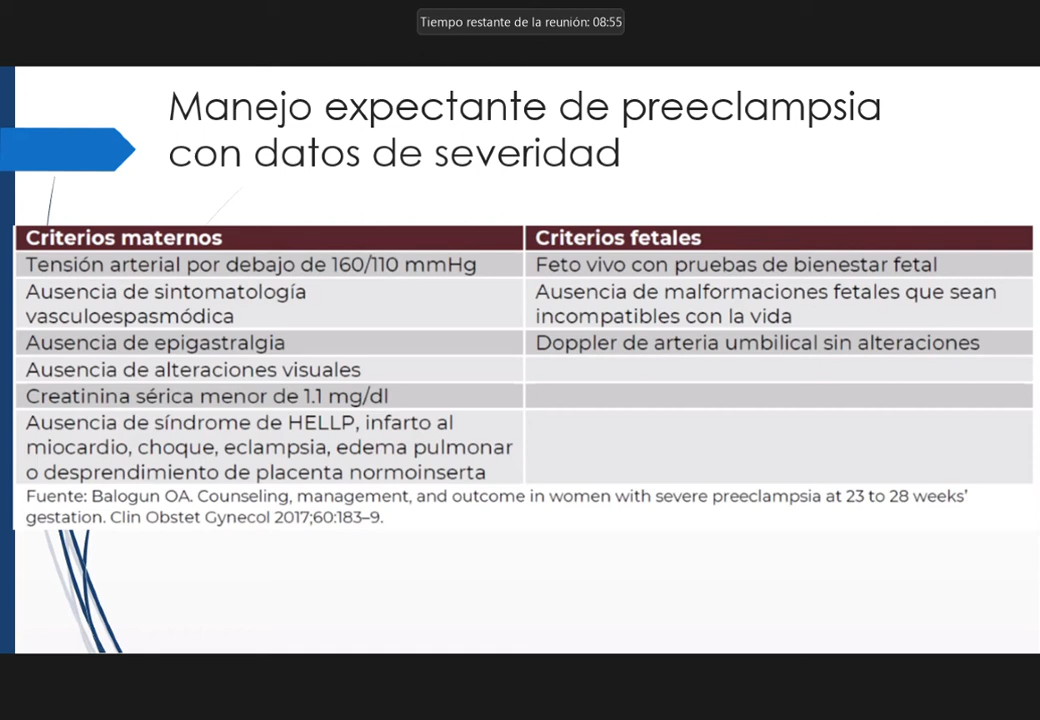 Tiempo restante de la reunión: 08:55
Manejo expectante de preeclampsia
con datos de severidad
Criterios maternos
Criterios fetales
Tensión arterial por debajo de 160/110 mmHg
Feto vivo con pruebas de bienestar fetal
Ausencia de sintomatología
vasculoespasmódica
Ausencia de malformaciones fetales que sean
incompatibles con la vida
Ausencia de epigastralgia
Doppler de arteria umbilical sin alteraciones
Ausencia de alteraciones visuales
Creatinina sérica menor de 1.1 mg/dl
Ausencia de síndrome de HELLP, infarto al
miocardio, choque, eclampsia, edema pulmonar
o desprendimiento de placenta normoinserta
Fuente: Balogun OA. Counseling, management, and outcome in women with severe preeclampsia at 23 to 28 weeks'
gestation. Clin Obstet Gynecol 2017;60:183–9.